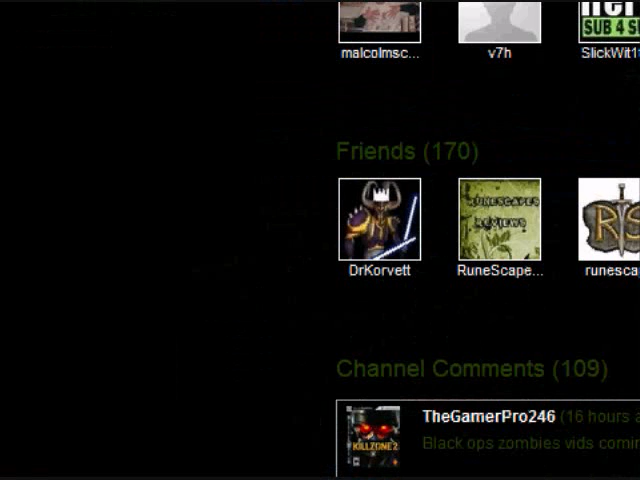 SUB 4 S
malcolmsc...
v7h
SlickWit1
Friends (170)
RUNESCAPES
REVIEWS
RS
DrKorvett
RuneScape...
runesca
Channel Comments (109)
KILLZONE 2
TheGamerPro246 (16 hours a
Black ops zombies vids comin